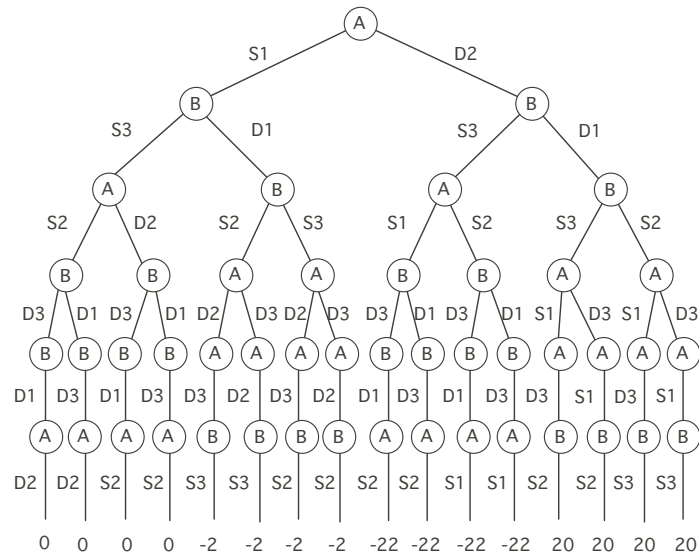 A
S1 D2
B B
S3 D1 S3 D1
A B A B
S2 D2 S2 S3 S1 S2 S3 S2
B B A A B B A A
D3 D1 D3 D1 D2 D3 D2 D3 D3 D1 D3 D1 S1 D3 S1 D3
B B B B A A A A B B B B A A A A
D1 D3 D1 D3 D3 D2 D3 D2 D1 D3 D1 D3 D3 S1 D3 S1
A A A A B B B B A A A A B B B B
D2 D2 S2 S2 S3 S3 S2 S2 S2 S2 S1 S1 S2 S2 S3 S3
0 0 0 0 -2 -2 -2 -2 -22 -22 -22 -22 20 20 20 20